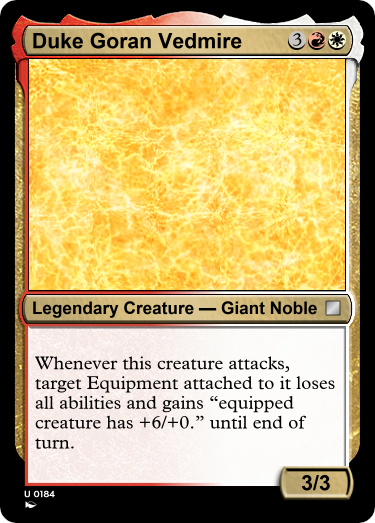 Duke Goran Vedmire 3
Legendary Creature — Giant Noble
Whenever this creature attacks,
target Equipment attached to it loses
all abilities and gains “equipped
creature has +6/+0.” until end of
turn.
3/3
U 0184